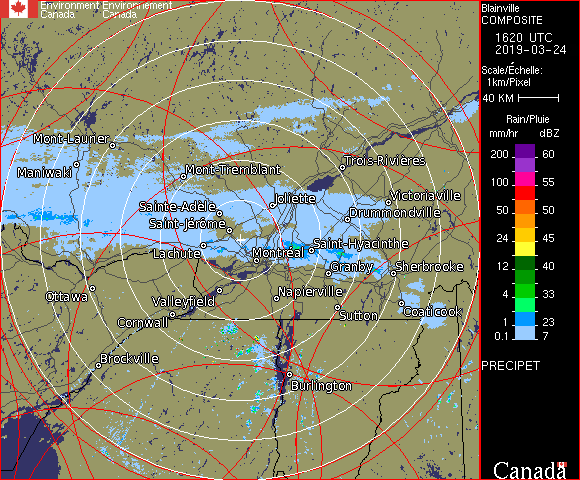 Environment Environnement
Canada Canada
Blainville
COMPOSITE
1620 UTC
2019-03-24
Scale/Échelle:
1km/Pixel
40 KM
Rain/Pluie
mm/hr dBZ
200 60
100 55
50 50
24 45
12 40
4 33
1 23
0.1 7
PRECIPET
Canada
Mont-Laurier
Maniwaki
Mont-Tremblant
Trois-Rivières
Joliette
Victoriaville
Sainte-Adèle
Drummondville
Saint-Jérôme
Lachute
Montréal
Saint-Hyacinthe
Granby
Sherbrooke
Ottawa
Valleyfield
Napierville
Cornwall
Sutton
Coaticook
Brockville
Burlington